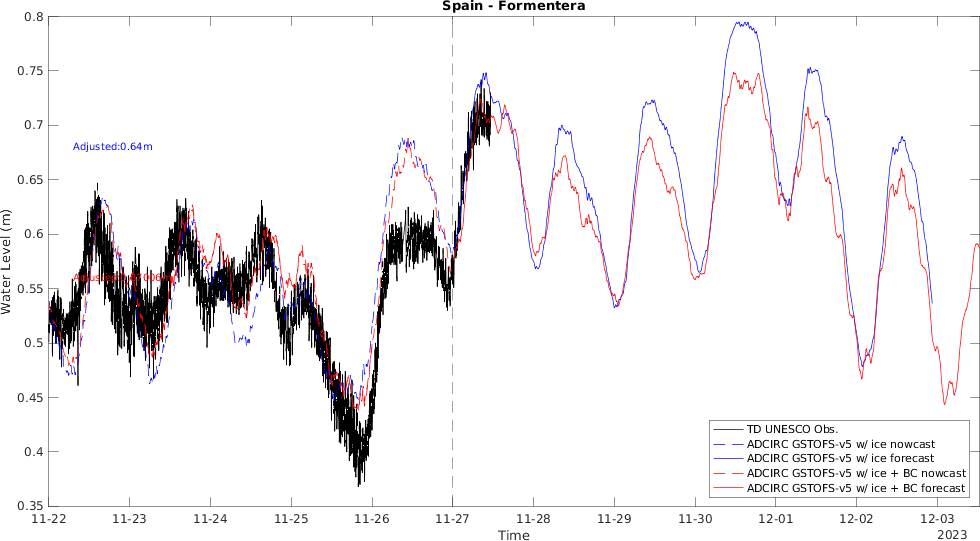 Spain - Formentera
0.8
0.75
0.7
0.65
0.6
0.55
0.5
0.45
0.4
0.35
Water Level (m)
Adjusted:0.64m
11-22
11-23
11-24
11-25
11-26
11-27
11-28
11-29
11-30
12-01
12-02
12-03
Time
2023
TD UNESCO Obs.
ADCIRC GSTOFS-v5 w/ ice nowcast
ADCIRC GSTOFS-v5 w/ ice forecast
ADCIRC GSTOFS-v5 w/ ice + BC nowcast
ADCIRC GSTOFS-v5 w/ ice + BC forecast